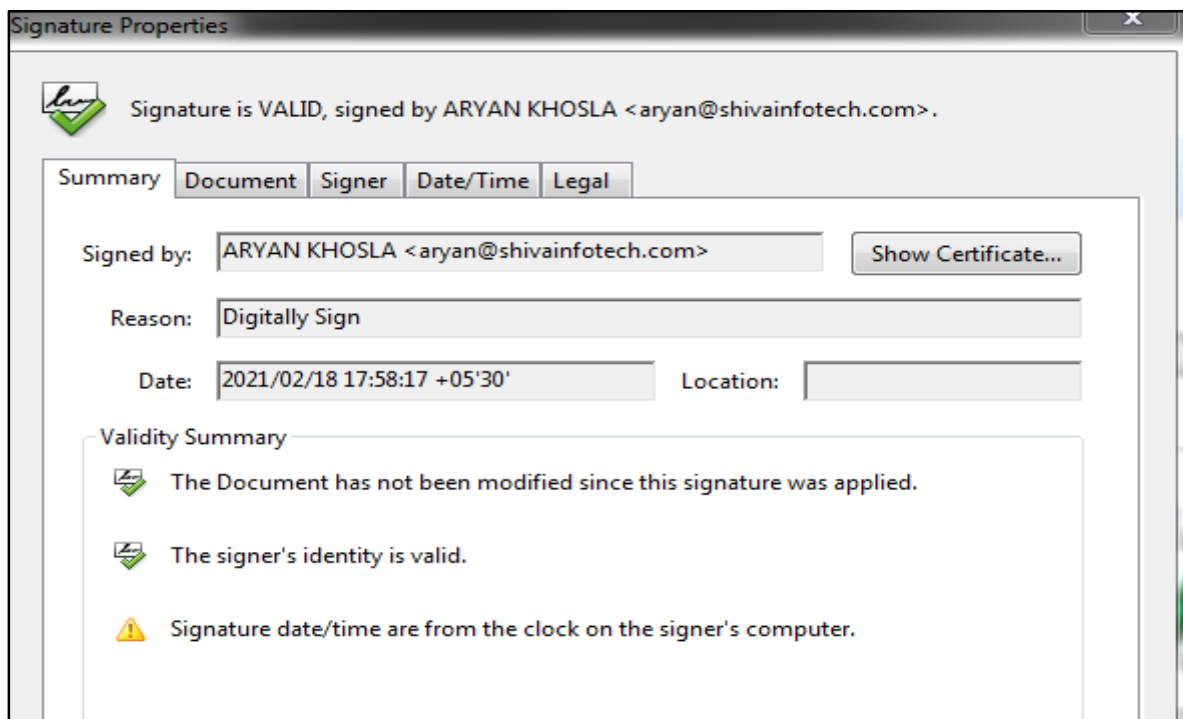 Signature Properties
X
Signature is VALID, signed by ARYAN KHOSLA <aryan@shivainfotech.com>.
Summary Document Signer Date/Time Legal
Signed by: ARYAN KHOSLA <aryan@shivainfotech.com> Show Certificate...
Reason: Digitally Sign
Date: 2021/02/18 17:58:17 +05'30' Location:
Validity Summary
The Document has not been modified since this signature was applied.
The signer's identity is valid.
Signature date/time are from the clock on the signer's computer.